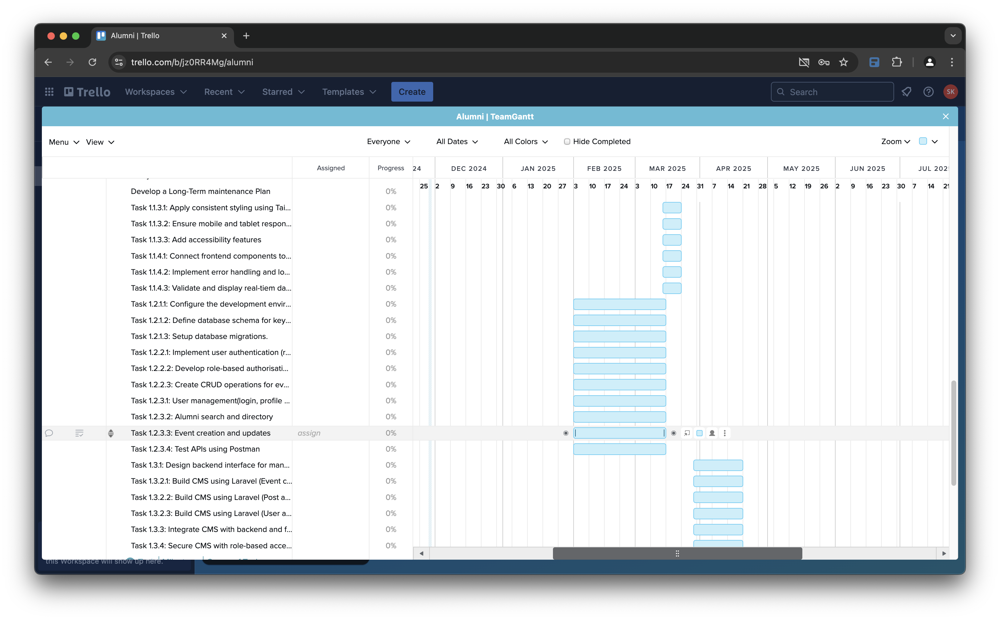 Alumni | Trello
trello.com/b/jz0RR4Mg/alumni
Trello Workspaces Recent Starred Templates Create Search SK
Alumni | TeamGantt
Menu View Everyone All Dates All Colors Hide Completed Zoom
Assigned Progress 24 DEC 2024 JAN 2025 FEB 2025 MAR 2025 APR 2025 MAY 2025 JUN 2025 JUL 202
25 2 9 16 23 30 6 13 20 27 3 10 17 24 3 10 17 24 31 7 14 21 28 5 12 19 26 2 9 16 23 30 7 14 21
Develop a Long-Term maintenance Plan 0%
Task 1.1.3.1: Apply consistent styling using Tai... 0%
Task 1.1.3.2: Ensure mobile and tablet respon... 0%
Task 1.1.3.3: Add accessibility features 0%
Task 1.1.4.1: Connect frontend components to... 0%
Task 1.1.4.2: Implement error handling and lo... 0%
Task 1.1.4.3: Validate and display real-tiem da... 0%
Task 1.2.1.1: Configure the development envir... 0%
Task 1.2.1.2: Define database schema for key... 0%
Task 1.2.1.3: Setup database migrations. 0%
Task 1.2.2.1: Implement user authentication (r... 0%
Task 1.2.2.2: Develop role-based authorisati... 0%
Task 1.2.2.3: Create CRUD operations for ev... 0%
Task 1.2.3.1: User management(login, profile ... 0%
Task 1.2.3.2: Alumni search and directory 0%
Task 1.2.3.3: Event creation and updates assign 0%
Task 1.2.3.4: Test APIs using Postman 0%
Task 1.3.1: Design backend interface for man... 0%
Task 1.3.2.1: Build CMS using Laravel (Event c... 0%
Task 1.3.2.2: Build CMS using Laravel (Post a... 0%
Task 1.3.2.3: Build CMS using Laravel (User a... 0%
Task 1.3.3: Integrate CMS with backend and f... 0%
Task 1.3.4: Secure CMS with role-based acce... 0%
this Workspace will show up here.